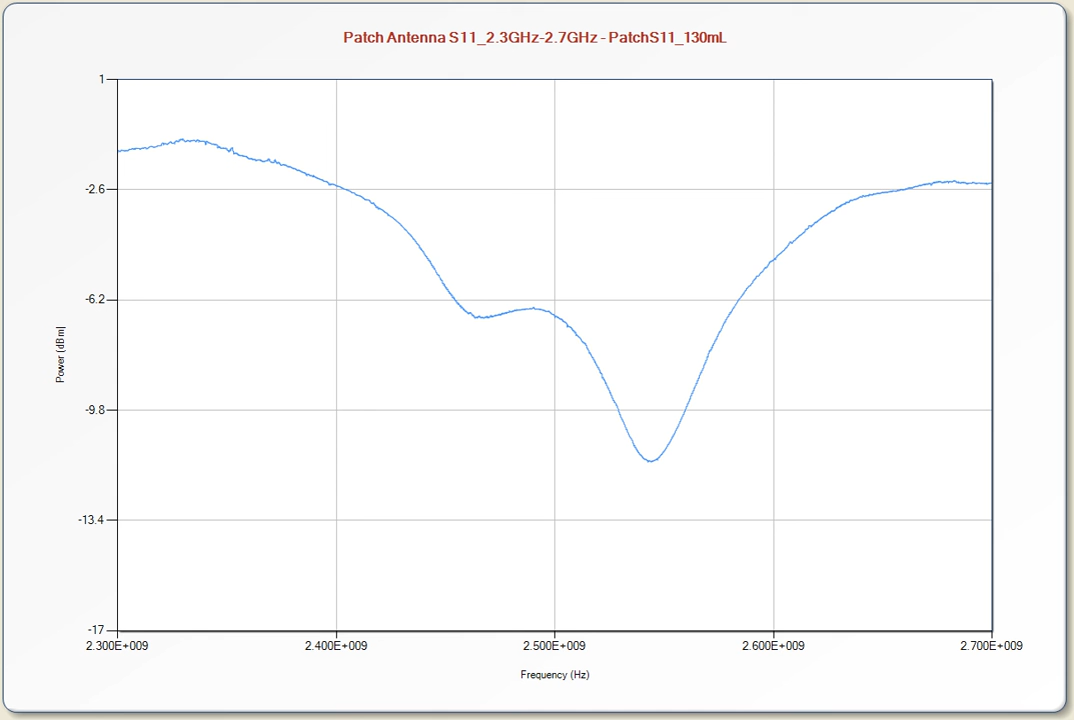 Patch Antenna S11_2.3GHz-2.7GHz - PatchS11_130mL
1
-2.6
-6.2
-9.8
-13.4
-17
Power [dBm]
2.300E+009 2.400E+009 2.500E+009 2.600E+009 2.700E+009
Frequency (Hz)